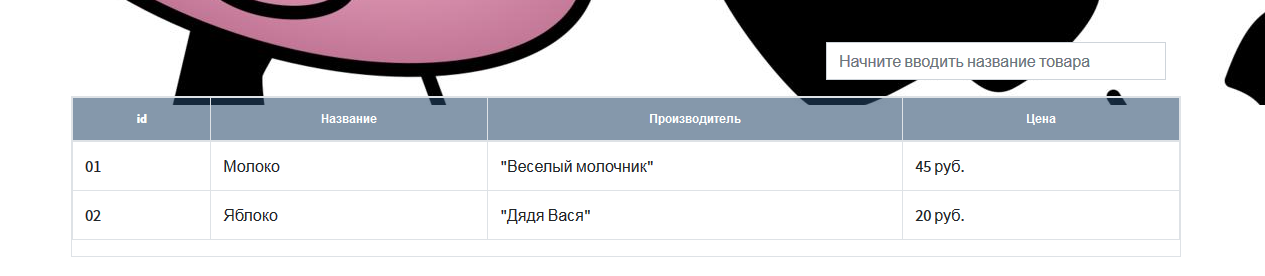 Начните вводить название товара
id Название Производитель Цена
01 Молоко "Веселый молочник" 45 руб.
02 Яблоко "Дядя Вася" 20 руб.